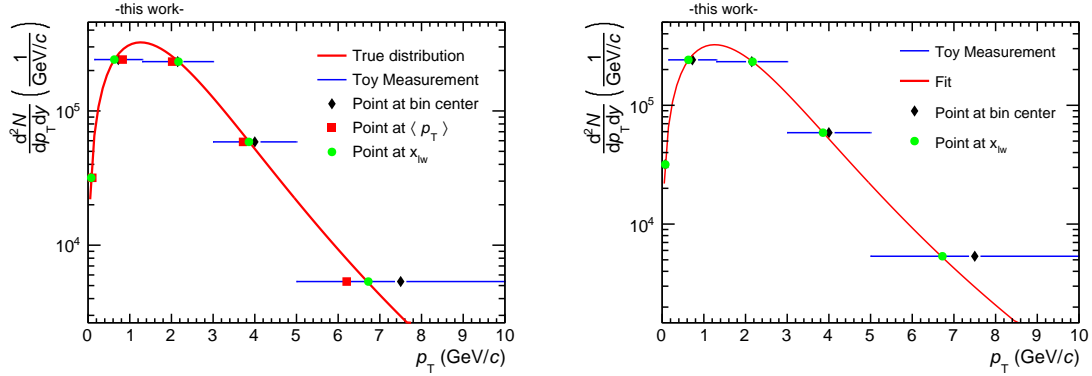 -this work-
d²N
dp_T dy
(1
GeV/c)
10⁵
10⁴
True distribution
Toy Measurement
Point at bin center
Point at ⟨ p_T ⟩
Point at x_lw
0 1 2 3 4 5 6 7 8 9 10
p_T (GeV/c)
-this work-
d²N
dp_T dy
(1
GeV/c)
10⁵
10⁴
Toy Measurement
Fit
Point at bin center
Point at x_lw
0 1 2 3 4 5 6 7 8 9 10
p_T (GeV/c)